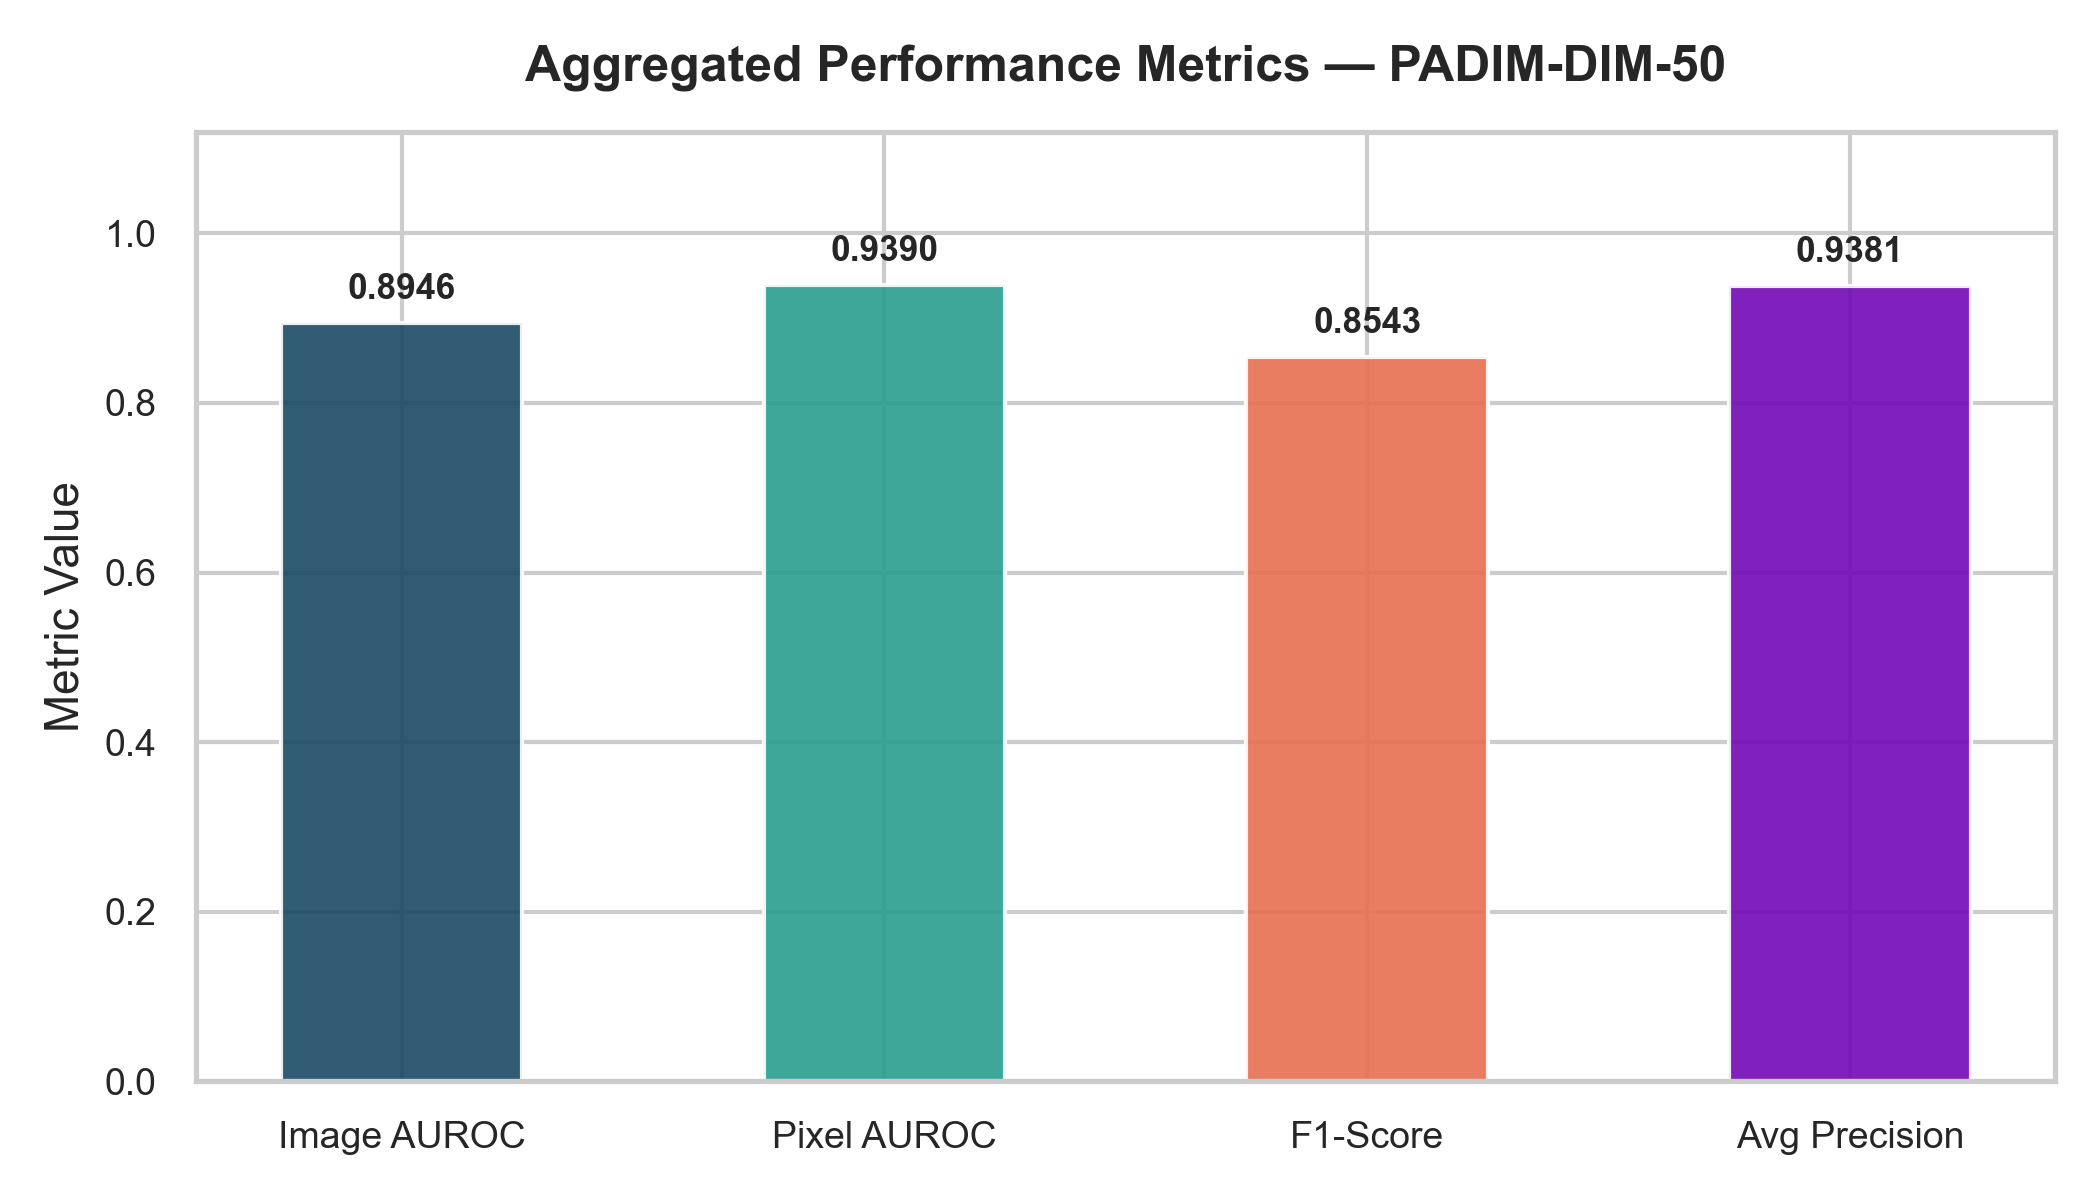 Aggregated Performance Metrics — PADIM-DIM-50
Metric Value
1.0
0.8
0.6
0.4
0.2
0.0
0.8946
0.9390
0.8543
0.9381
Image AUROC
Pixel AUROC
F1-Score
Avg Precision